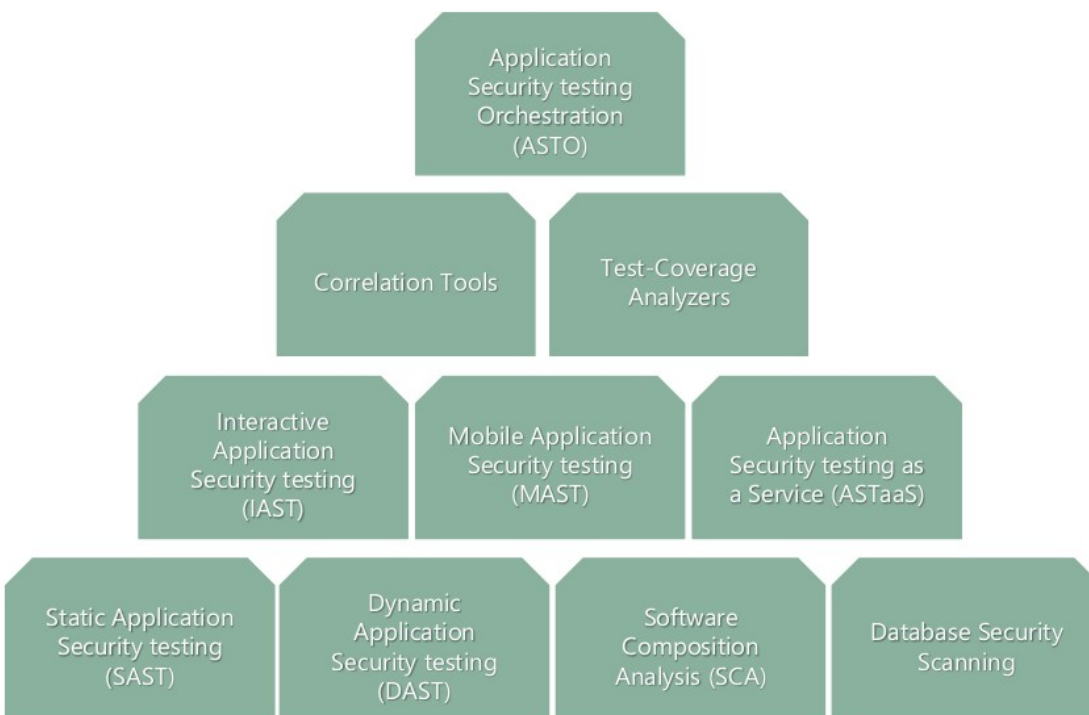 Application
Security testing
Orchestration
(ASTO)
Correlation Tools
Test-Coverage
Analyzers
Interactive
Application
Security testing
(IAST)
Mobile Application
Security testing
(MAST)
Application
Security testing as
a Service (ASTaaS)
Static Application
Security testing
(SAST)
Dynamic
Application
Security testing
(DAST)
Software
Composition
Analysis (SCA)
Database Security
Scanning